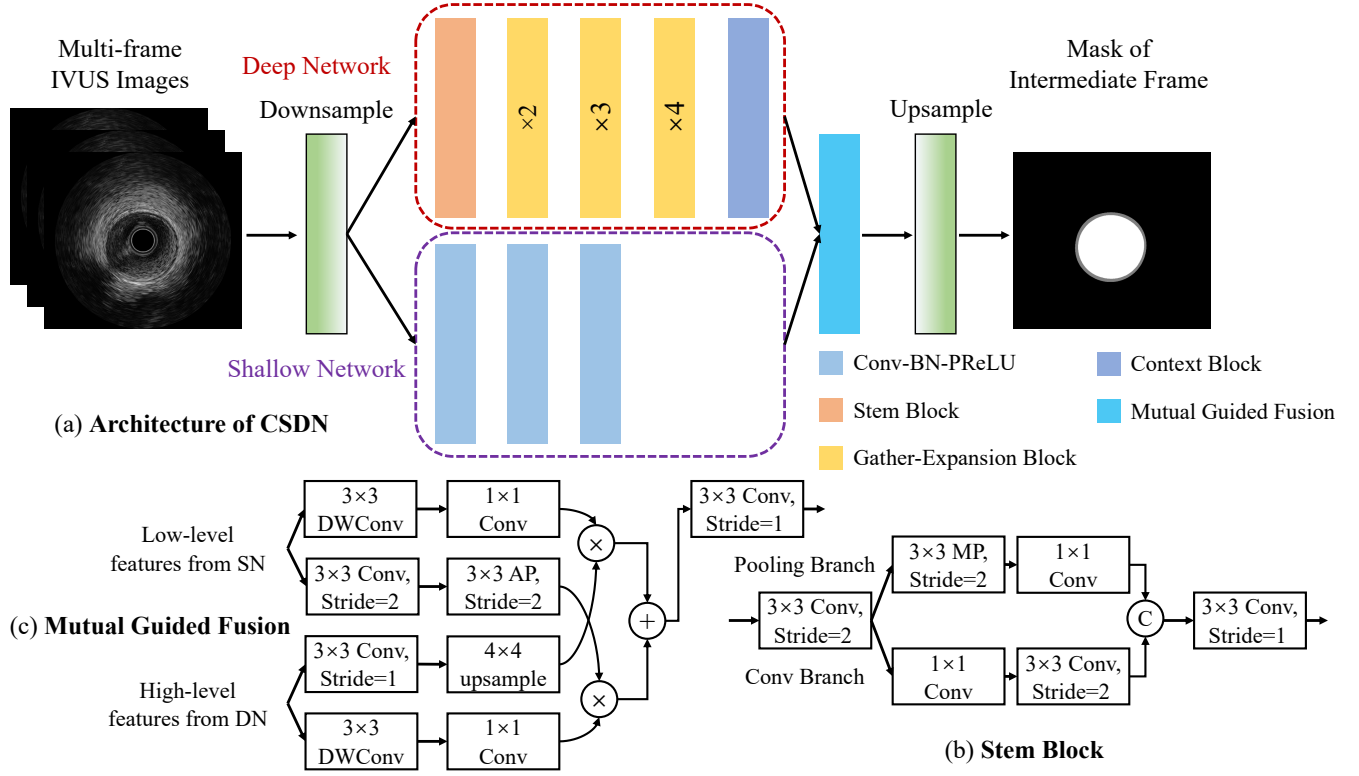 Multi-frame
IVUS Images
Deep Network
Downsample
×2
×3
×4
Upsample
Mask of
Intermediate Frame
Shallow Network
(a) Architecture of CSDN
Conv-BN-PReLU
Stem Block
Gather-Expansion Block
Context Block
Mutual Guided Fusion
Low-level
features from SN
3×3
DWConv
1×1
Conv
3×3 Conv,
Stride=2
3×3 AP,
Stride=2
×
(c) Mutual Guided Fusion
High-level
features from DN
3×3 Conv,
Stride=1
4×4
upsample
3×3
DWConv
1×1
Conv
×
+
3×3 Conv,
Stride=1
3×3 Conv,
Stride=2
Pooling Branch
3×3 MP,
Stride=2
1×1
Conv
Conv Branch
1×1
Conv
3×3 Conv,
Stride=2
C
3×3 Conv,
Stride=1
(b) Stem Block